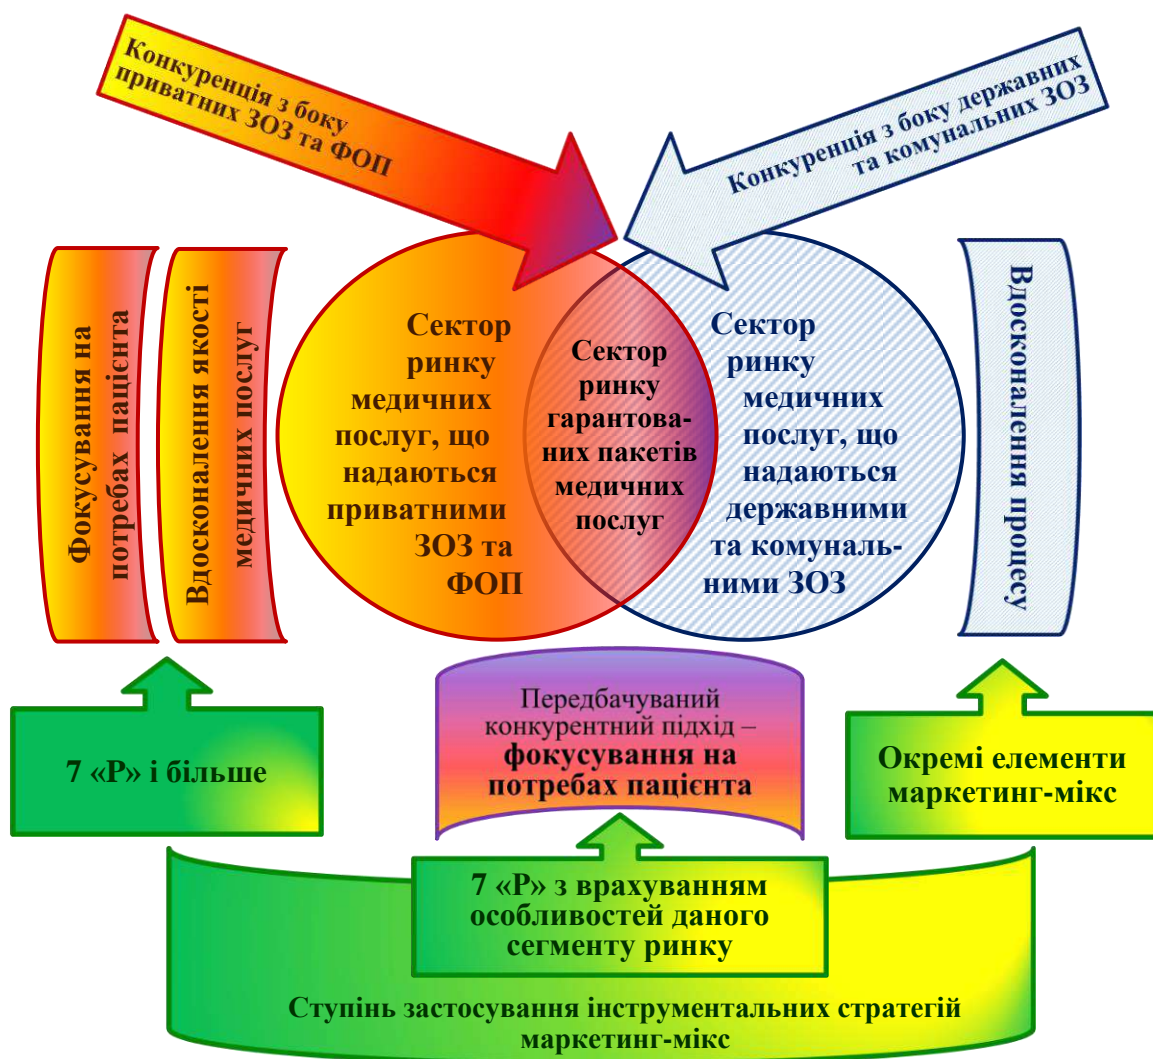 Конкуренція з боку
приватних ЗОЗ та ФОП
Конкуренція з боку державних
та комунальних ЗОЗ
Фокусування на
потребах пацієнта
Вдосконалення якості
медичних послуг
Сектор
ринку
медичних
послуг, що
надаються
приватними
ЗОЗ та
ФОП
Сектор
ринку
гарантова-
них пакетів
медичних
послуг
Сектор
ринку
медичних
послуг, що
надаються
державними
та комуналь-
ними ЗОЗ
Вдосконалення процесу
7 «Р» і більше
Передбачуваний
конкурентний підхід –
фокусування на
потребах пацієнта
Окремі елементи
маркетинг-мікс
7 «Р» з врахуванням
особливостей даного
сегменту ринку
Ступінь застосування інструментальних стратегій
маркетинг-мікс